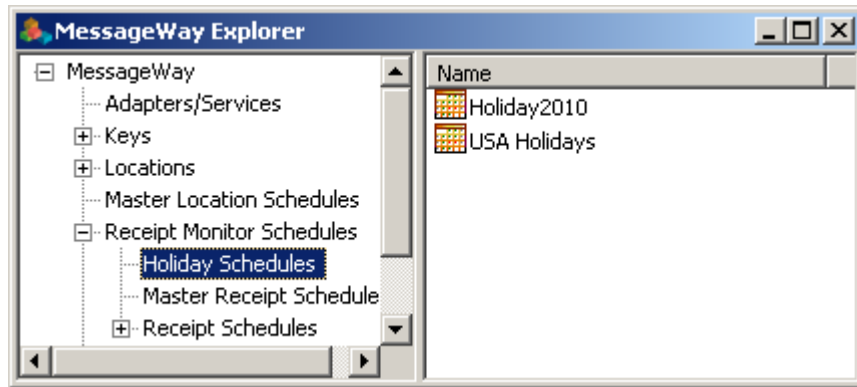 MessageWay Explorer
MessageWay
Adapters/Services
Keys
Locations
Master Location Schedules
Receipt Monitor Schedules
Holiday Schedules
Master Receipt Schedule
Receipt Schedules
Name
Holiday2010
USA Holidays